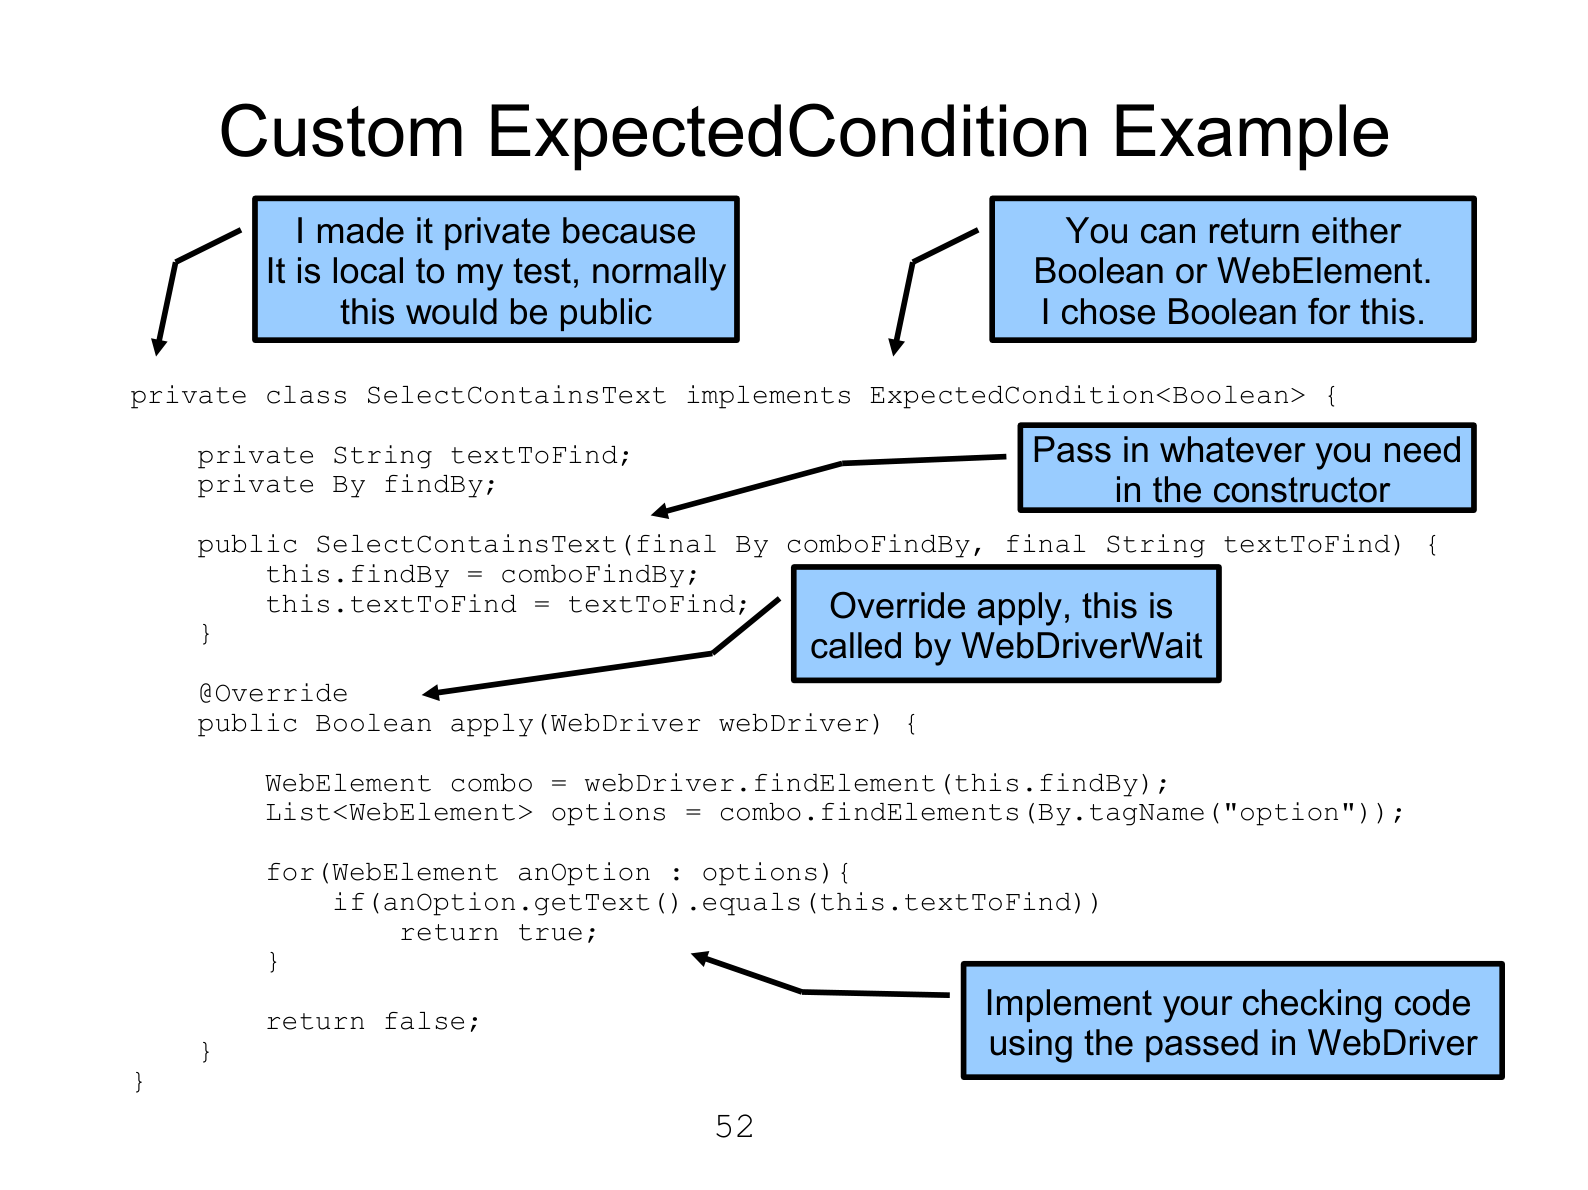 Custom ExpectedCondition Example
I made it private because
It is local to my test, normally
this would be public
You can return either
Boolean or WebElement.
I chose Boolean for this.
private class SelectContainsText implements ExpectedCondition<Boolean> {
private String textToFind;
private By findBy;
Pass in whatever you need
in the constructor
public SelectContainsText(final By comboFindBy, final String textToFind) {
this.findBy = comboFindBy;
this.textToFind = textToFind;
}
Override apply, this is
called by WebDriverWait
@Override
public Boolean apply(WebDriver webDriver) {
WebElement combo = webDriver.findElement(this.findBy);
List<WebElement> options = combo.findElements(By.tagName("option"));
for(WebElement anOption : options){
if(anOption.getText().equals(this.textToFind))
return true;
}
Implement your checking code
using the passed in WebDriver
return false;
}
}
52